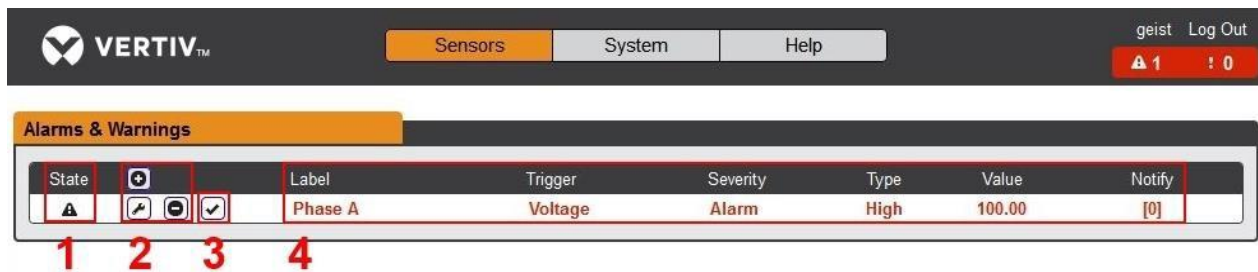 VERTIV™ Sensors System Help geist Log Out
1 ! 0
Alarms & Warnings
State Label Trigger Severity Type Value Notify
Phase A Voltage Alarm High 100.00 [0]
1 2 3 4